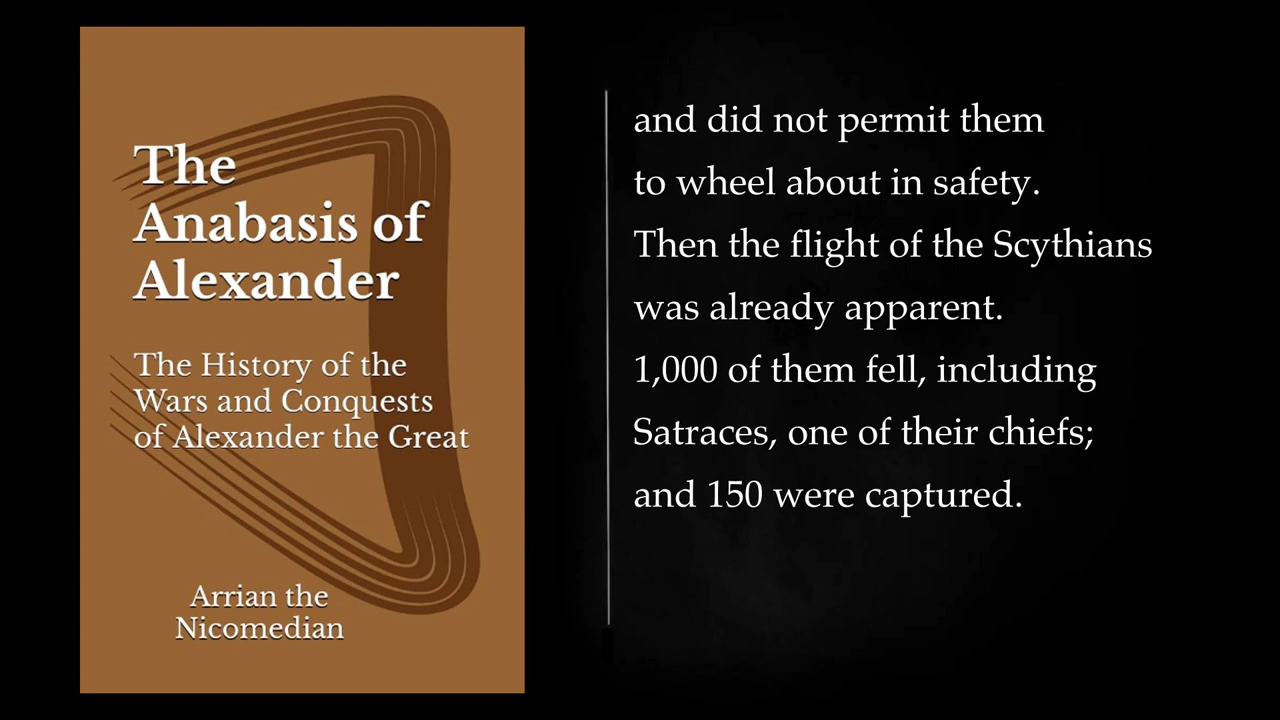 The
Anabasis of
Alexander
The History of the
Wars and Conquests
of Alexander the Great
Arrian the
Nicomedian
and did not permit them
to wheel about in safety.
Then the flight of the Scythians
was already apparent.
1,000 of them fell, including
Satraces, one of their chiefs;
and 150 were captured.